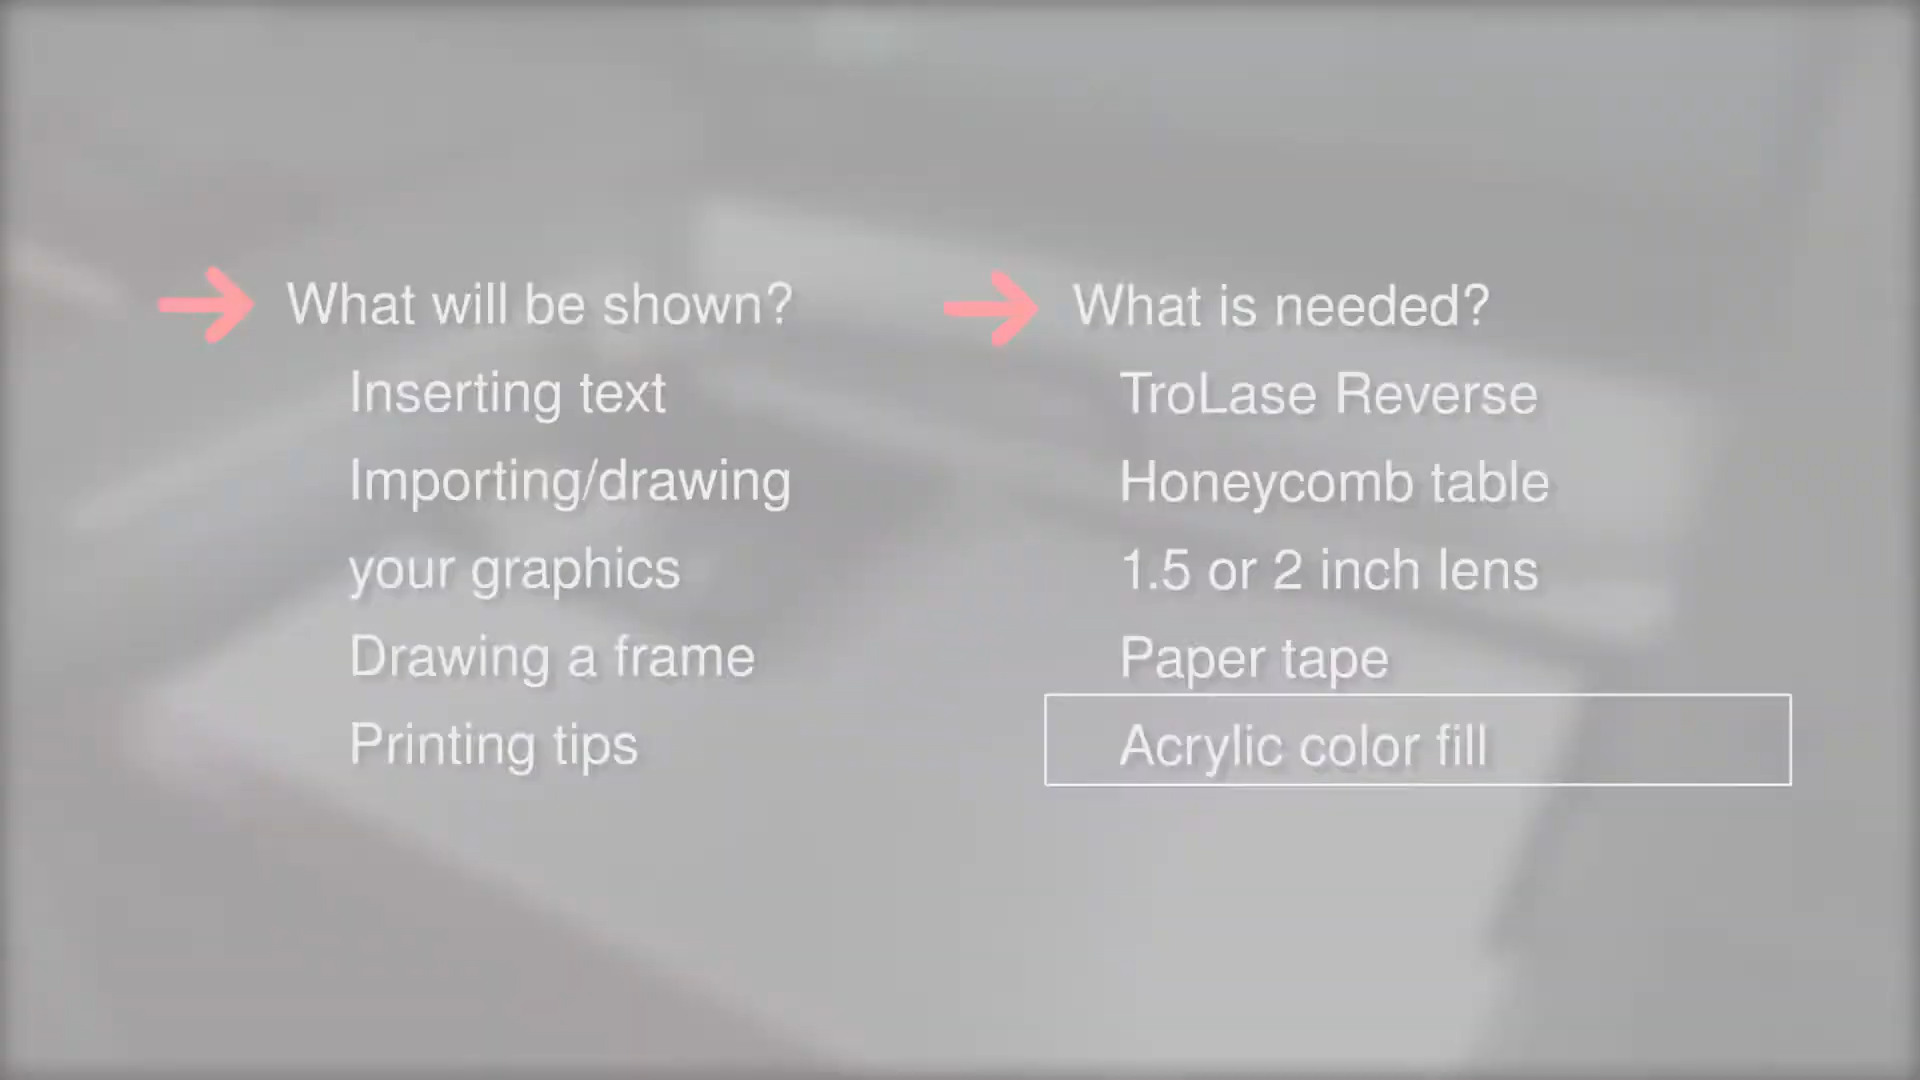 What will be shown?
Inserting text
Importing/drawing
your graphics
Drawing a frame
Printing tips
What is needed?
TroLase Reverse
Honeycomb table
1.5 or 2 inch lens
Paper tape
Acrylic color fill